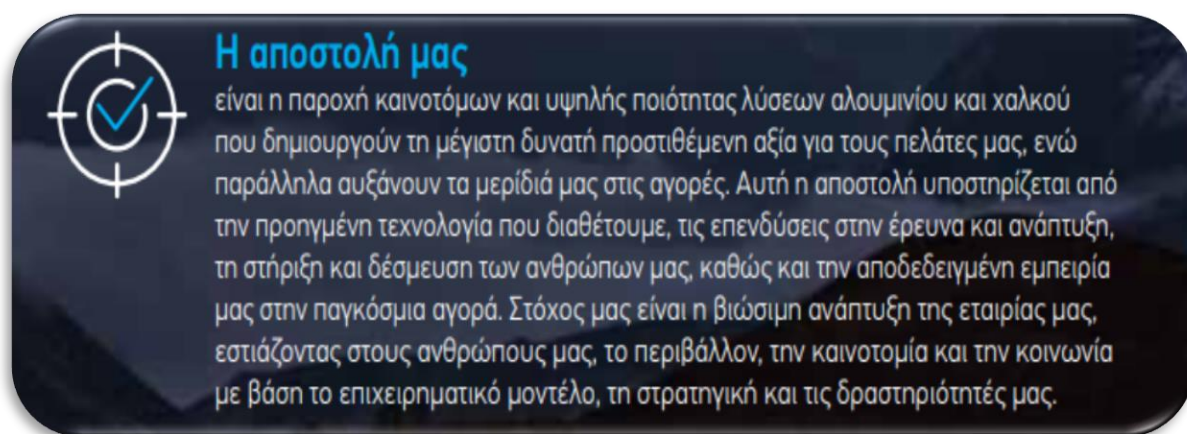 Η αποστολή μας
είναι η παροχή καινοτόμων και υψηλής ποιότητας λύσεων αλουμινίου και χαλκού
που δημιουργούν τη μέγιστη δυνατή προστιθέμενη αξία για τους πελάτες μας, ενώ
παράλληλα αυξάνουν τα μερίδιά μας στις αγορές. Αυτή η αποστολή υποστηρίζεται από
την προηγμένη τεχνολογία που διαθέτουμε, τις επενδύσεις στην έρευνα και ανάπτυξη,
τη στήριξη και δέσμευση των ανθρώπων μας, καθώς και την αποδεδειγμένη εμπειρία
μας στην παγκόσμια αγορά. Στόχος μας είναι η βιώσιμη ανάπτυξη της εταιρίας μας,
εστιάζοντας στους ανθρώπους μας, το περιβάλλον, την καινοτομία και την κοινωνία
με βάση το επιχειρηματικό μοντέλο, τη στρατηγική και τις δραστηριότητές μας.